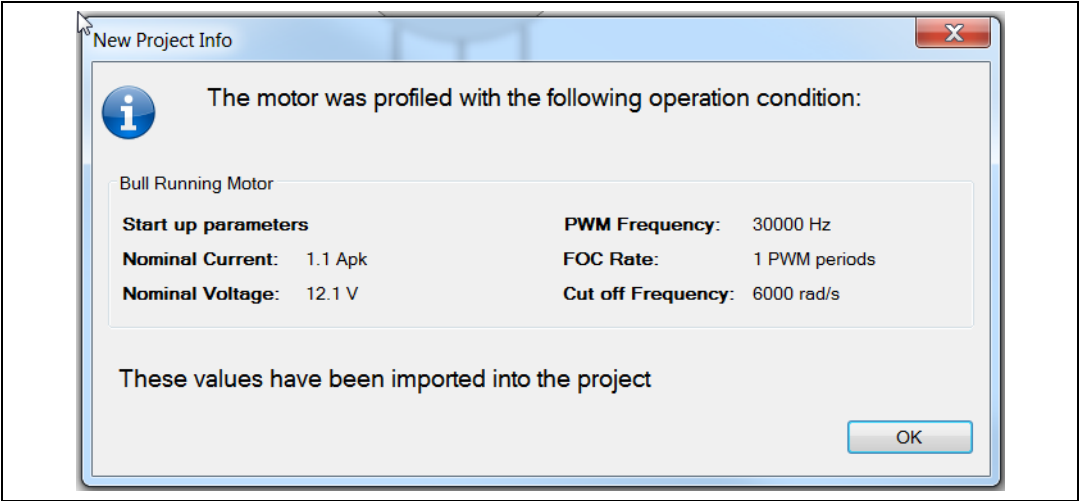 New Project Info
The motor was profiled with the following operation condition:
Bull Running Motor
Start up parameters
PWM Frequency: 30000 Hz
Nominal Current: 1.1 Apk
FOC Rate: 1 PWM periods
Nominal Voltage: 12.1 V
Cut off Frequency: 6000 rad/s
These values have been imported into the project
OK